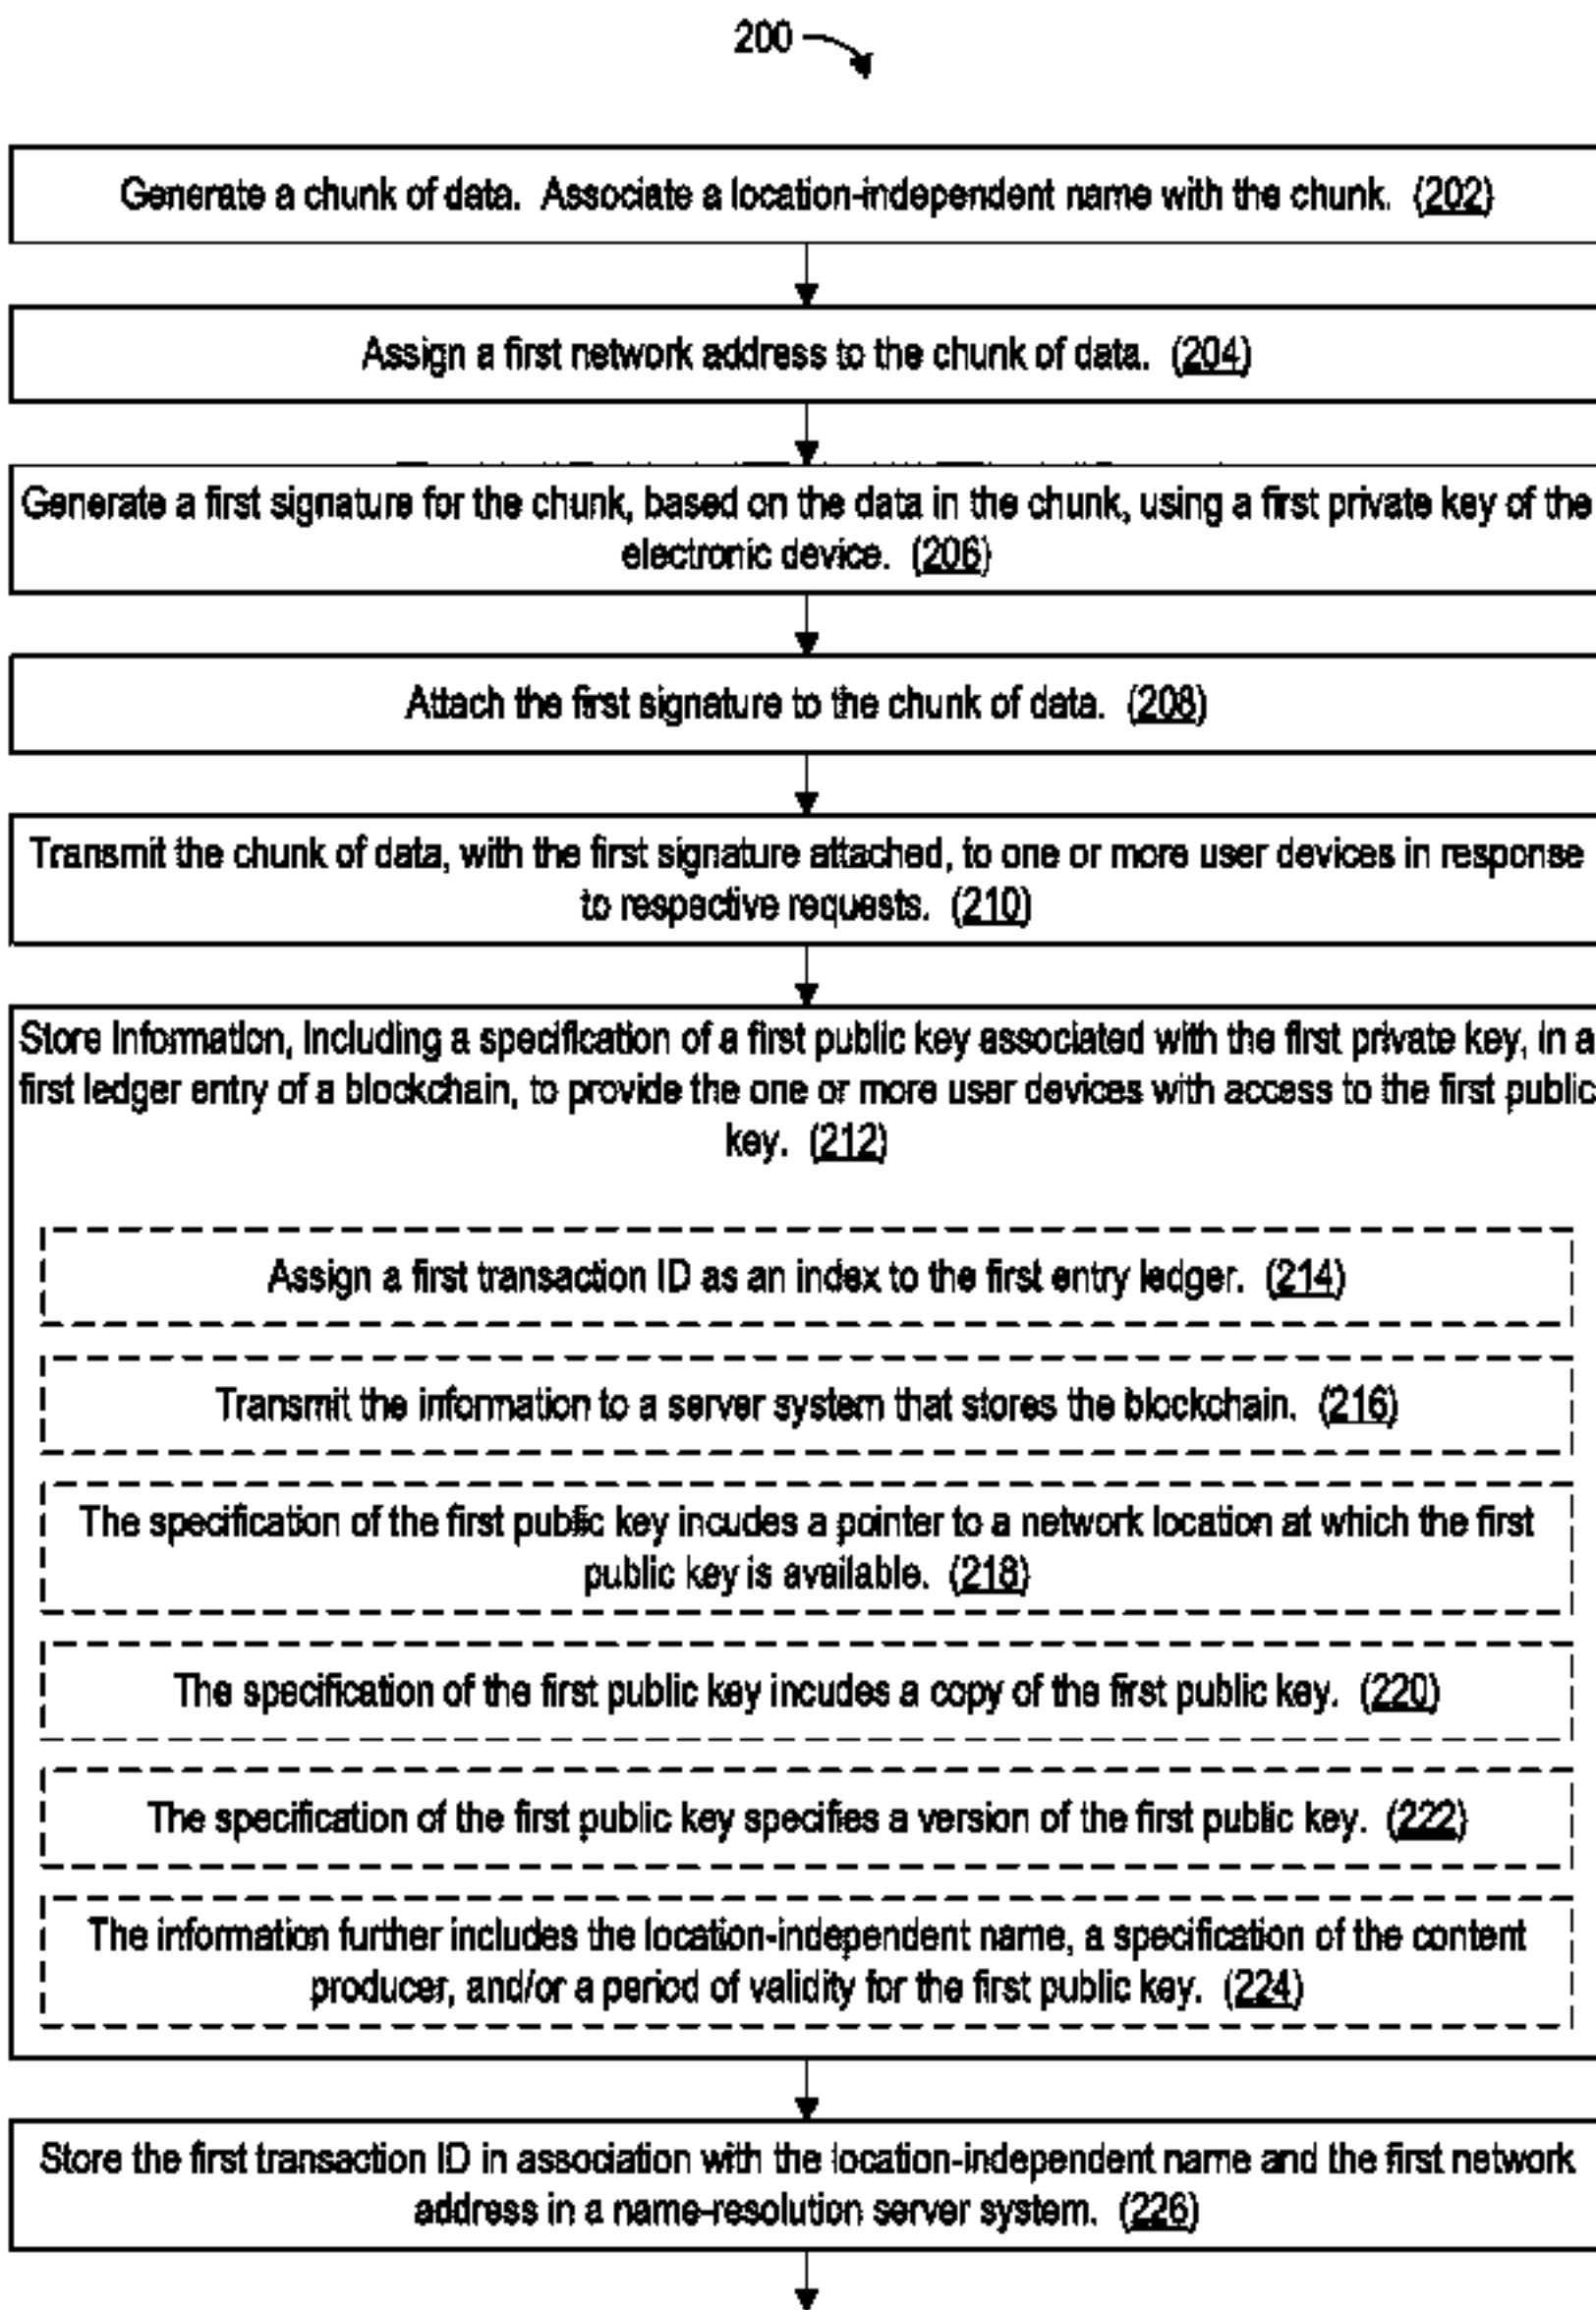 200
Generate a chunk of data. Associate a location-independent name with the chunk. (202)
Assign a first network address to the chunk of data. (204)
Generate a first signature for the chunk, based on the data in the chunk, using a first private key of the
electronic device. (206)
Attach the first signature to the chunk of data. (208)
Transmit the chunk of data, with the first signature attached, to one or more user devices in response
to respective requests. (210)
Store Information, Including a specification of a first public key associated with the first private key, in a
first ledger entry of a blockchain, to provide the one or more user devices with access to the first public
key. (212)
Assign a first transaction ID as an index to the first entry ledger. (214)
Transmit the information to a server system that stores the blockchain. (216)
The specification of the first public key incudes a pointer to a network location at which the first
public key is available. (218)
The specification of the first public key incudes a copy of the first public key. (220)
The specification of the first public key specifies a version of the first public key. (222)
The information further includes the location-independent name, a specification of the content
producer, and/or a period of validity for the first public key. (224)
Store the first transaction ID in association with the location-independent name and the first network
address in a name-resolution server system. (226)